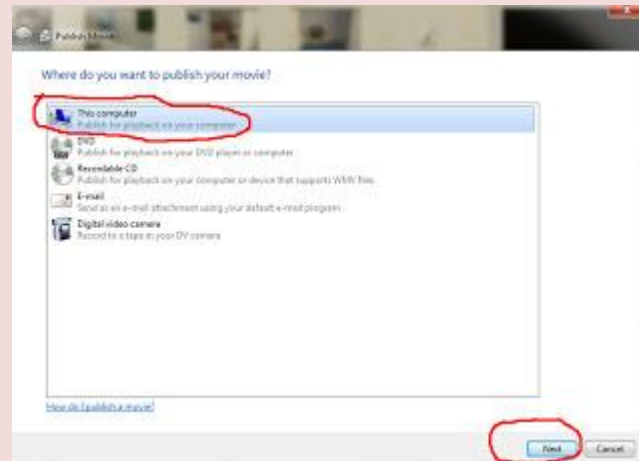 Publish Movie
Where do you want to publish your movie?
This computer
Publish for playback on your computer
DVD
Publish for playback on your DVD player or computer
Recordable CD
Publish for playback on your computer or device that supports WMV files
E-mail
Send as an e-mail attachment using your default e-mail program
Digital video camera
Record to a tape in your DV camera
How do I publish a movie?
Next
Cancel